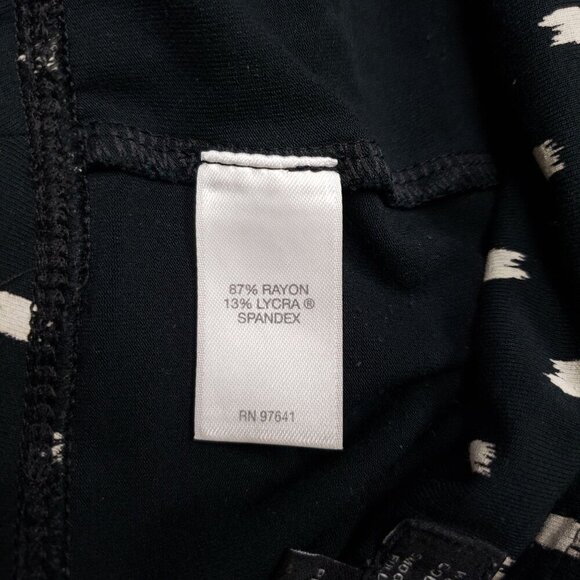 87% RAYON
13% LYCRA ®
SPANDEX
RN 97641